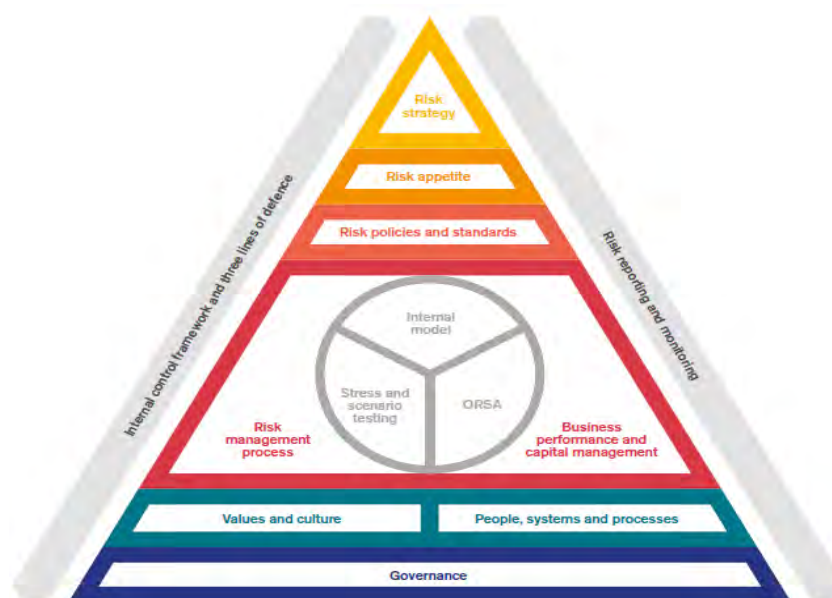 Risk
strategy
Risk appetite
Risk policies and standards
Internal control framework and three lines of defence
Risk reporting and monitoring
Internal
model
Stress and
scenario
testing
ORSA
Risk
management
process
Business
performance and
capital management
Values and culture
People, systems and processes
Governance